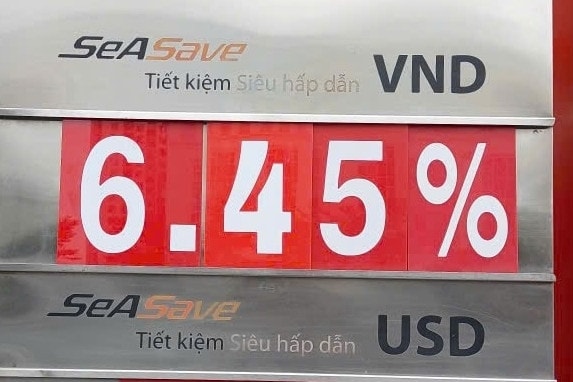 SeASave
Tiết kiệm Siêu hấp dẫn VND
6.45%
SeASave
Tiết kiệm Siêu hấp dẫn USD